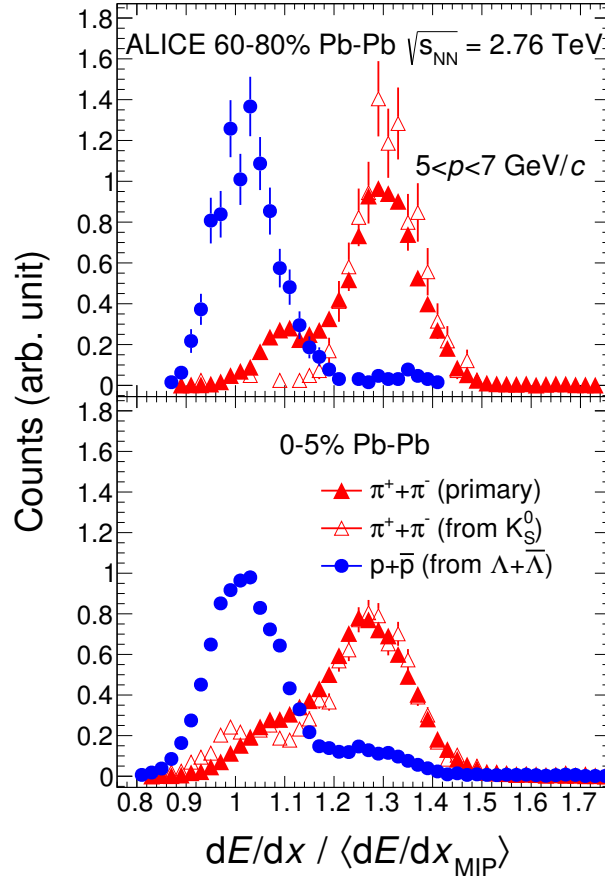 ALICE 60-80% Pb-Pb √sNN = 2.76 TeV
5<p<7 GeV/c
1.8
1.6
1.4
1.2
1
0.8
0.6
0.4
0.2
0
Counts (arb. unit)
0-5% Pb-Pb
π⁺+π⁻ (primary)
π⁺+π⁻ (from K⁰S)
p+p̅ (from Λ+Λ̅)
1.8
1.6
1.4
1.2
1
0.8
0.6
0.4
0.2
0
0.8 0.9 1 1.1 1.2 1.3 1.4 1.5 1.6 1.7
dE/dx / ⟨dE/dxMIP⟩